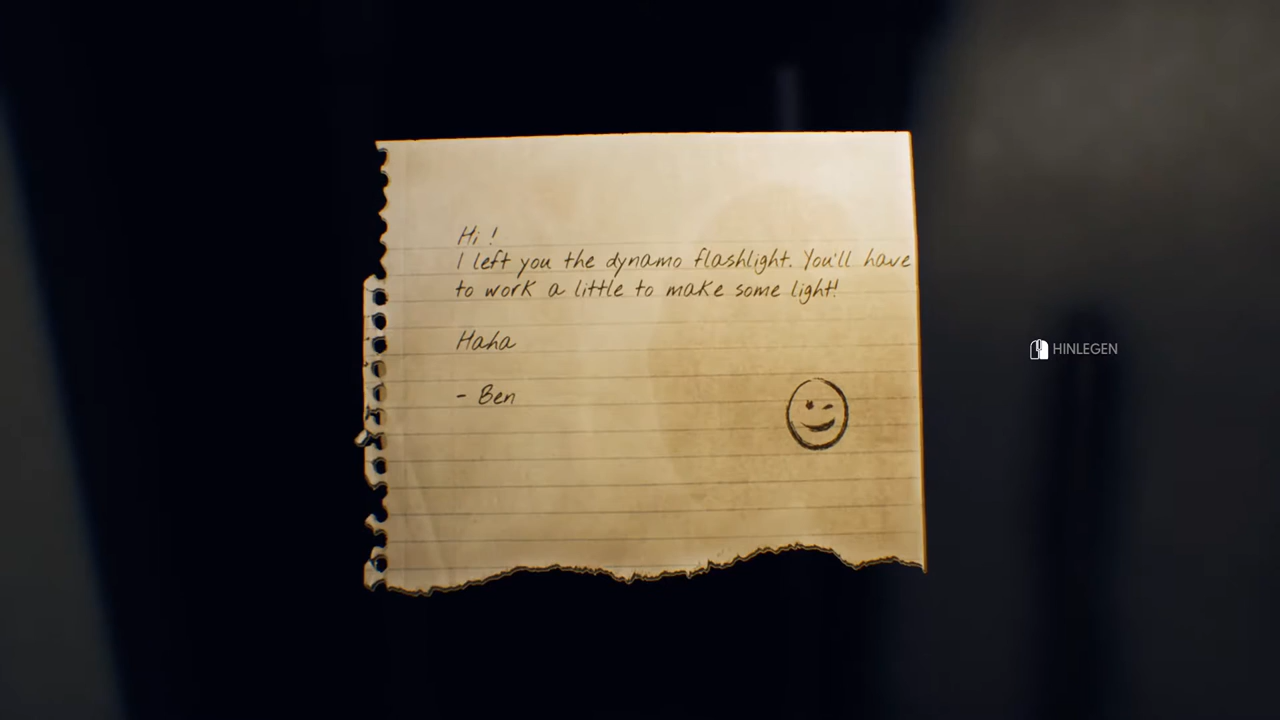 Hi !
I left you the dynamo flashlight. You'll have
to work a little to make some light!
Haha
- Ben
HINLEGEN